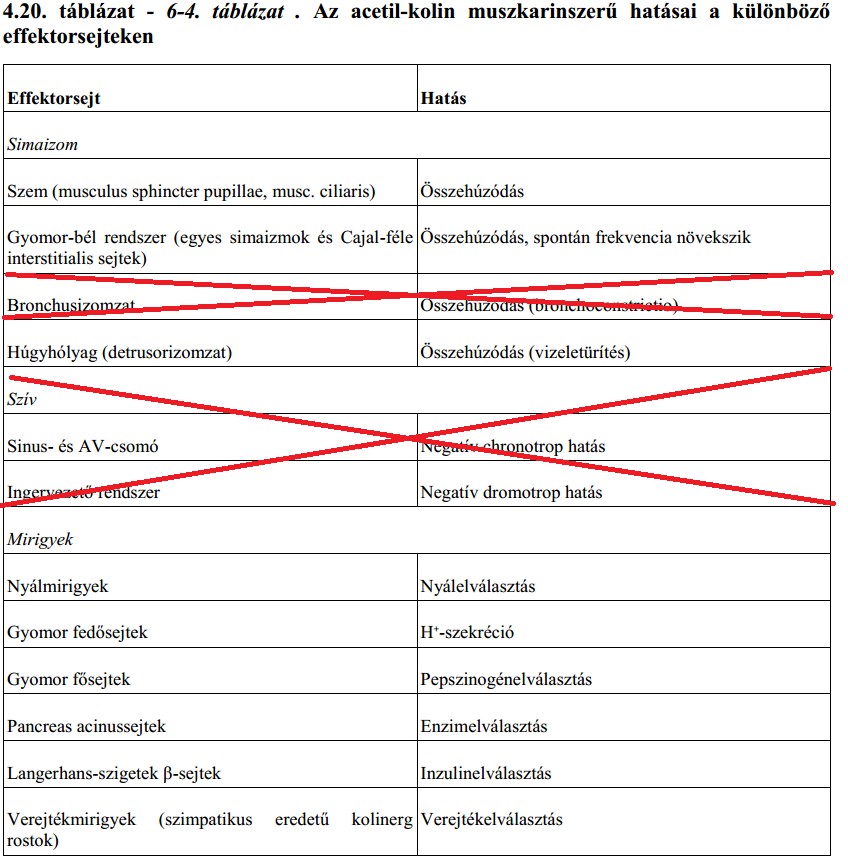 4.20. táblázat - 6-4. táblázat . Az acetil-kolin muszkarinszerű hatásai a különböző
effektorsejteken
Effektorsejt Hatás
Simaizom
Szem (musculus sphincter pupillae, musc. ciliaris) Összehúzódás
Gyomor-bél rendszer (egyes simaizmok és Cajal-féle Összehúzódás, spontán frekvencia növekszik
interstitialis sejtek)
Bronchusizomzat Összehúzódás (bronchoconstrictio)
Húgyhólyag (detrusorizomzat) Összehúzódás (vizeletürítés)
Szív
Sinus- és AV-csomó Negatív chronotrop hatás
Ingervezető rendszer Negatív dromotrop hatás
Mirigyek
Nyálmirigyek Nyálelválasztás
Gyomor fedősejtek H⁺-szekréció
Gyomor fősejtek Pepszinogénelválasztás
Pancreas acinussejtek Enzimelválasztás
Langerhans-szigetek β-sejtek Inzulinelválasztás
Verejtékmirigyek (szimpatikus eredetű kolinerg Verejtékelválasztás
rostok)